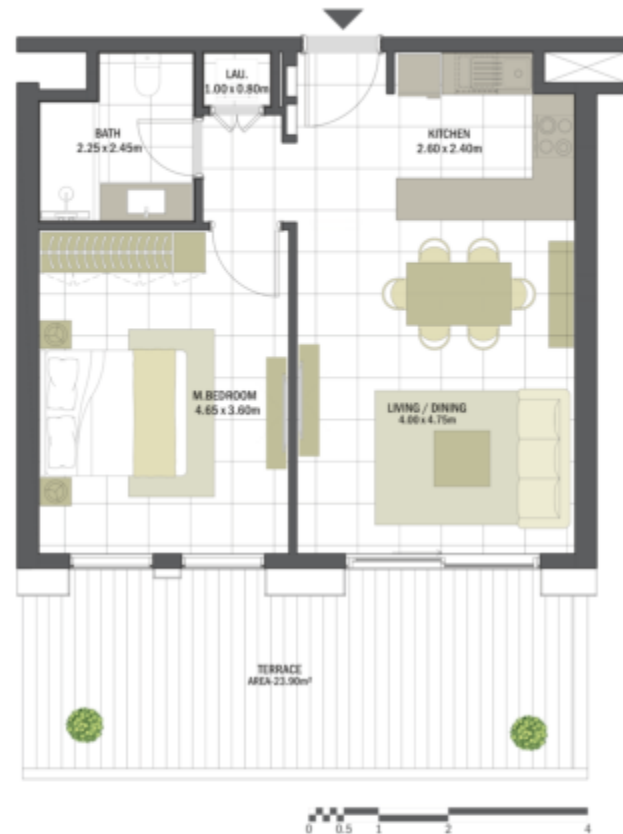 LAU.
1.00 x 0.80m
BATH
2.25 x 2.45m
KITCHEN
2.60 x 2.40m
M.BEDROOM
4.65 x 3.60m
LIVING / DINING
4.00 x 4.75m
TERRACE
AREA-23.90m²
0 0.5 1 2 4